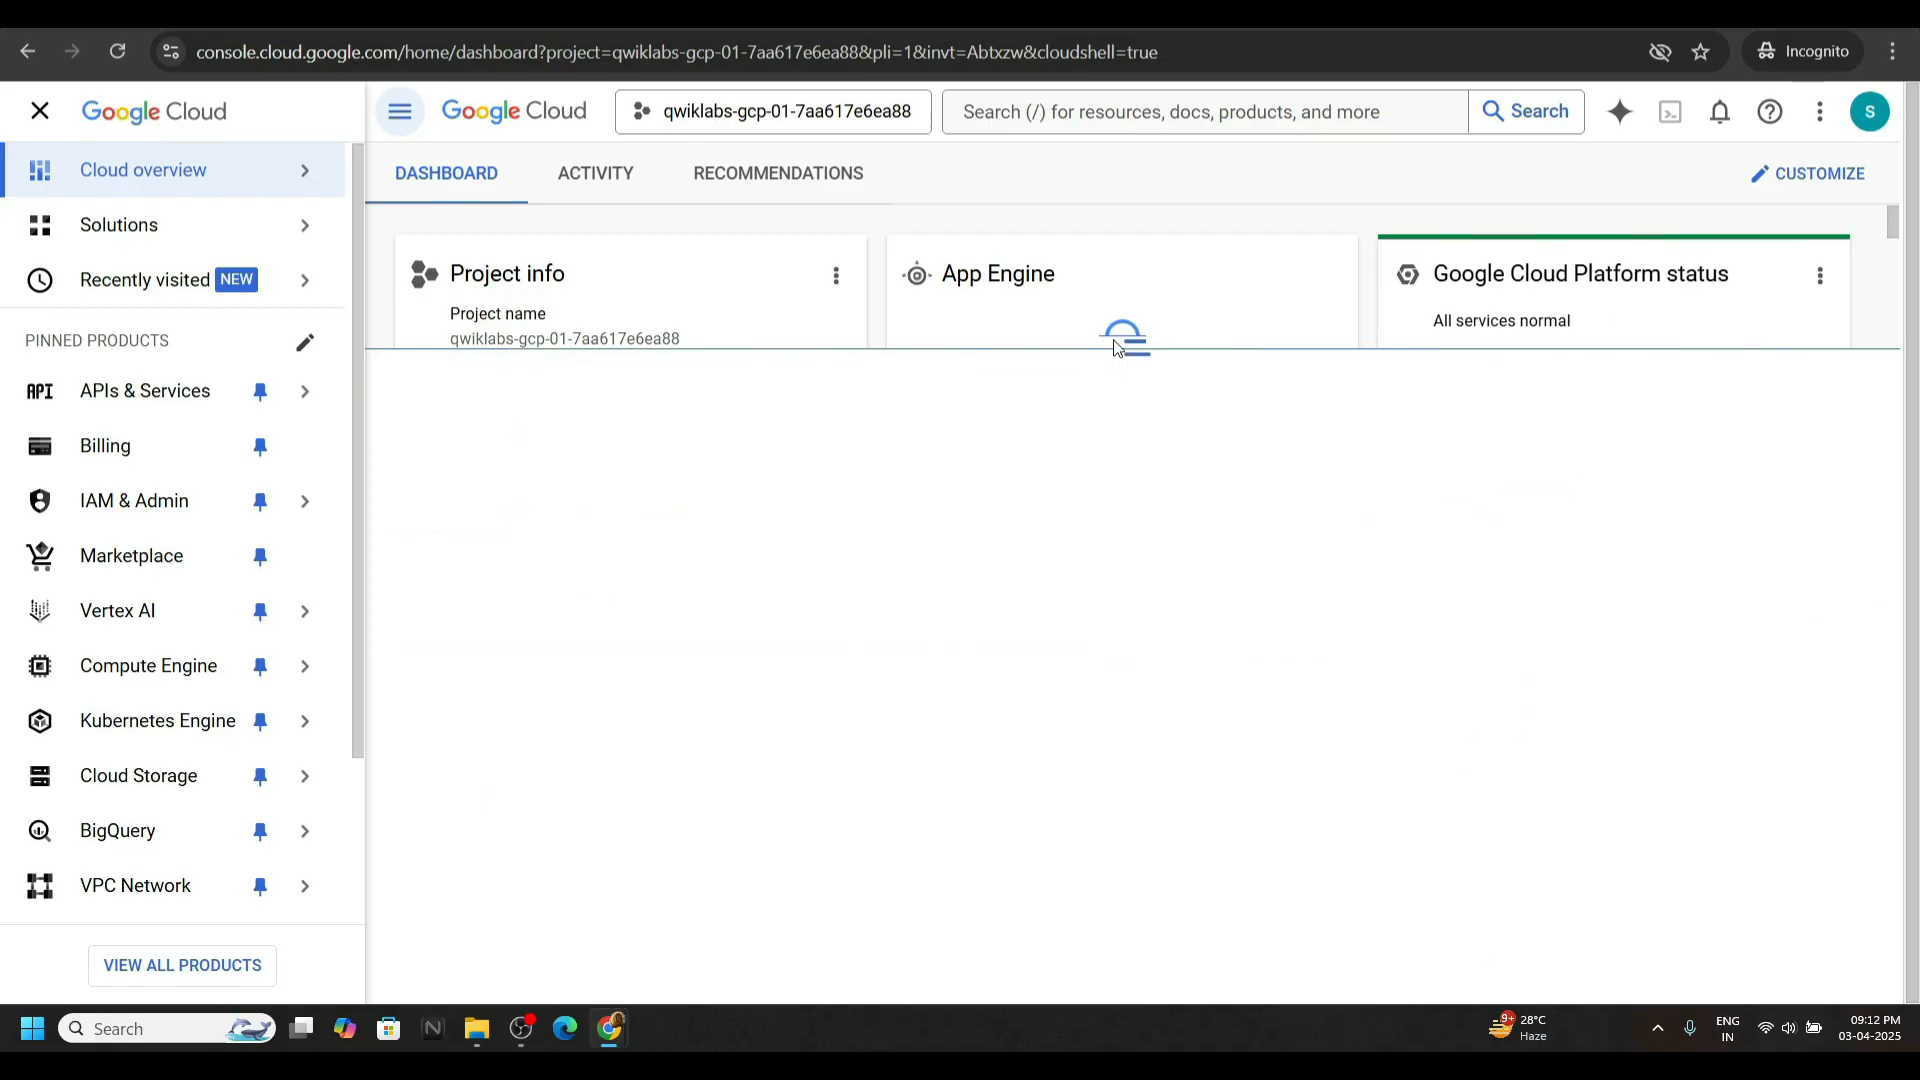 console.cloud.google.com/home/dashboard?project=qwiklabs-gcp-01-7aa617e6ea88&pli=1&invt=Abtxzw&cloudshell=true
Incognito
Google Cloud
Google Cloud
qwiklabs-gcp-01-7aa617e6ea88
Search (/) for resources, docs, products, and more
Search
S
Cloud overview
Solutions
Recently visited NEW
PINNED PRODUCTS
API APIs & Services
Billing
IAM & Admin
Marketplace
Vertex AI
Compute Engine
Kubernetes Engine
Cloud Storage
BigQuery
VPC Network
VIEW ALL PRODUCTS
DASHBOARD
ACTIVITY
RECOMMENDATIONS
CUSTOMIZE
Project info
Project name
qwiklabs-gcp-01-7aa617e6ea88
App Engine
Google Cloud Platform status
All services normal
Search
N
9+
28°C
Haze
ENG
IN
09:12 PM
03-04-2025